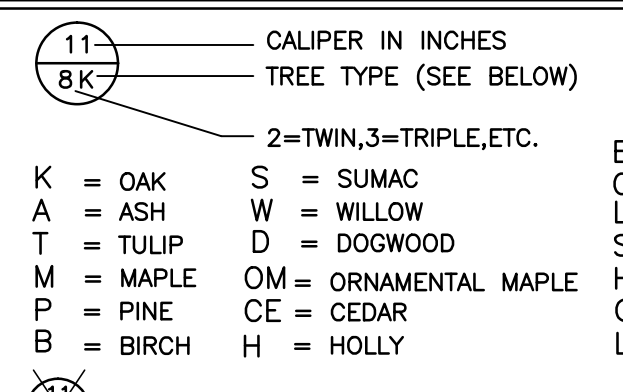 11 CALIPER IN INCHES
8K TREE TYPE (SEE BELOW)
2=TWIN,3=TRIPLE,ETC.
K = OAK S = SUMAC
A = ASH W = WILLOW
T = TULIP D = DOGWOOD
M = MAPLE OM = ORNAMENTAL MAPLE
P = PINE CE = CEDAR
B = BIRCH H = HOLLY
11